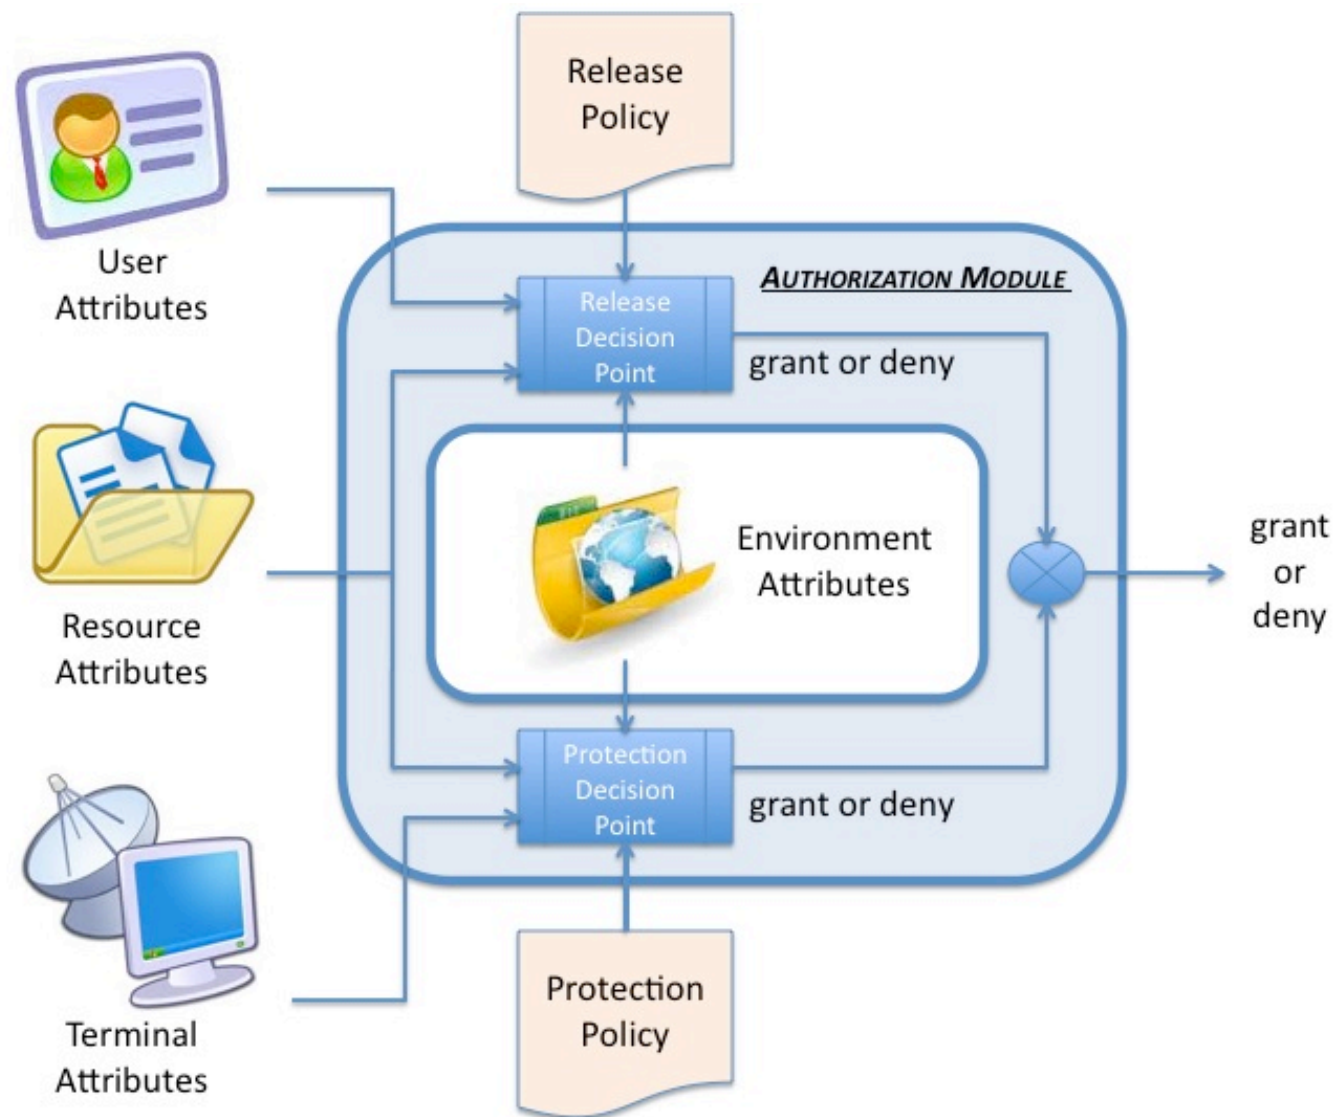 Release
Policy
User
Attributes
AUTHORIZATION MODULE
Release
Decision
Point
grant or deny
Resource
Attributes
Environment
Attributes
grant
or
deny
Protection
Decision
Point
grant or deny
Terminal
Attributes
Protection
Policy